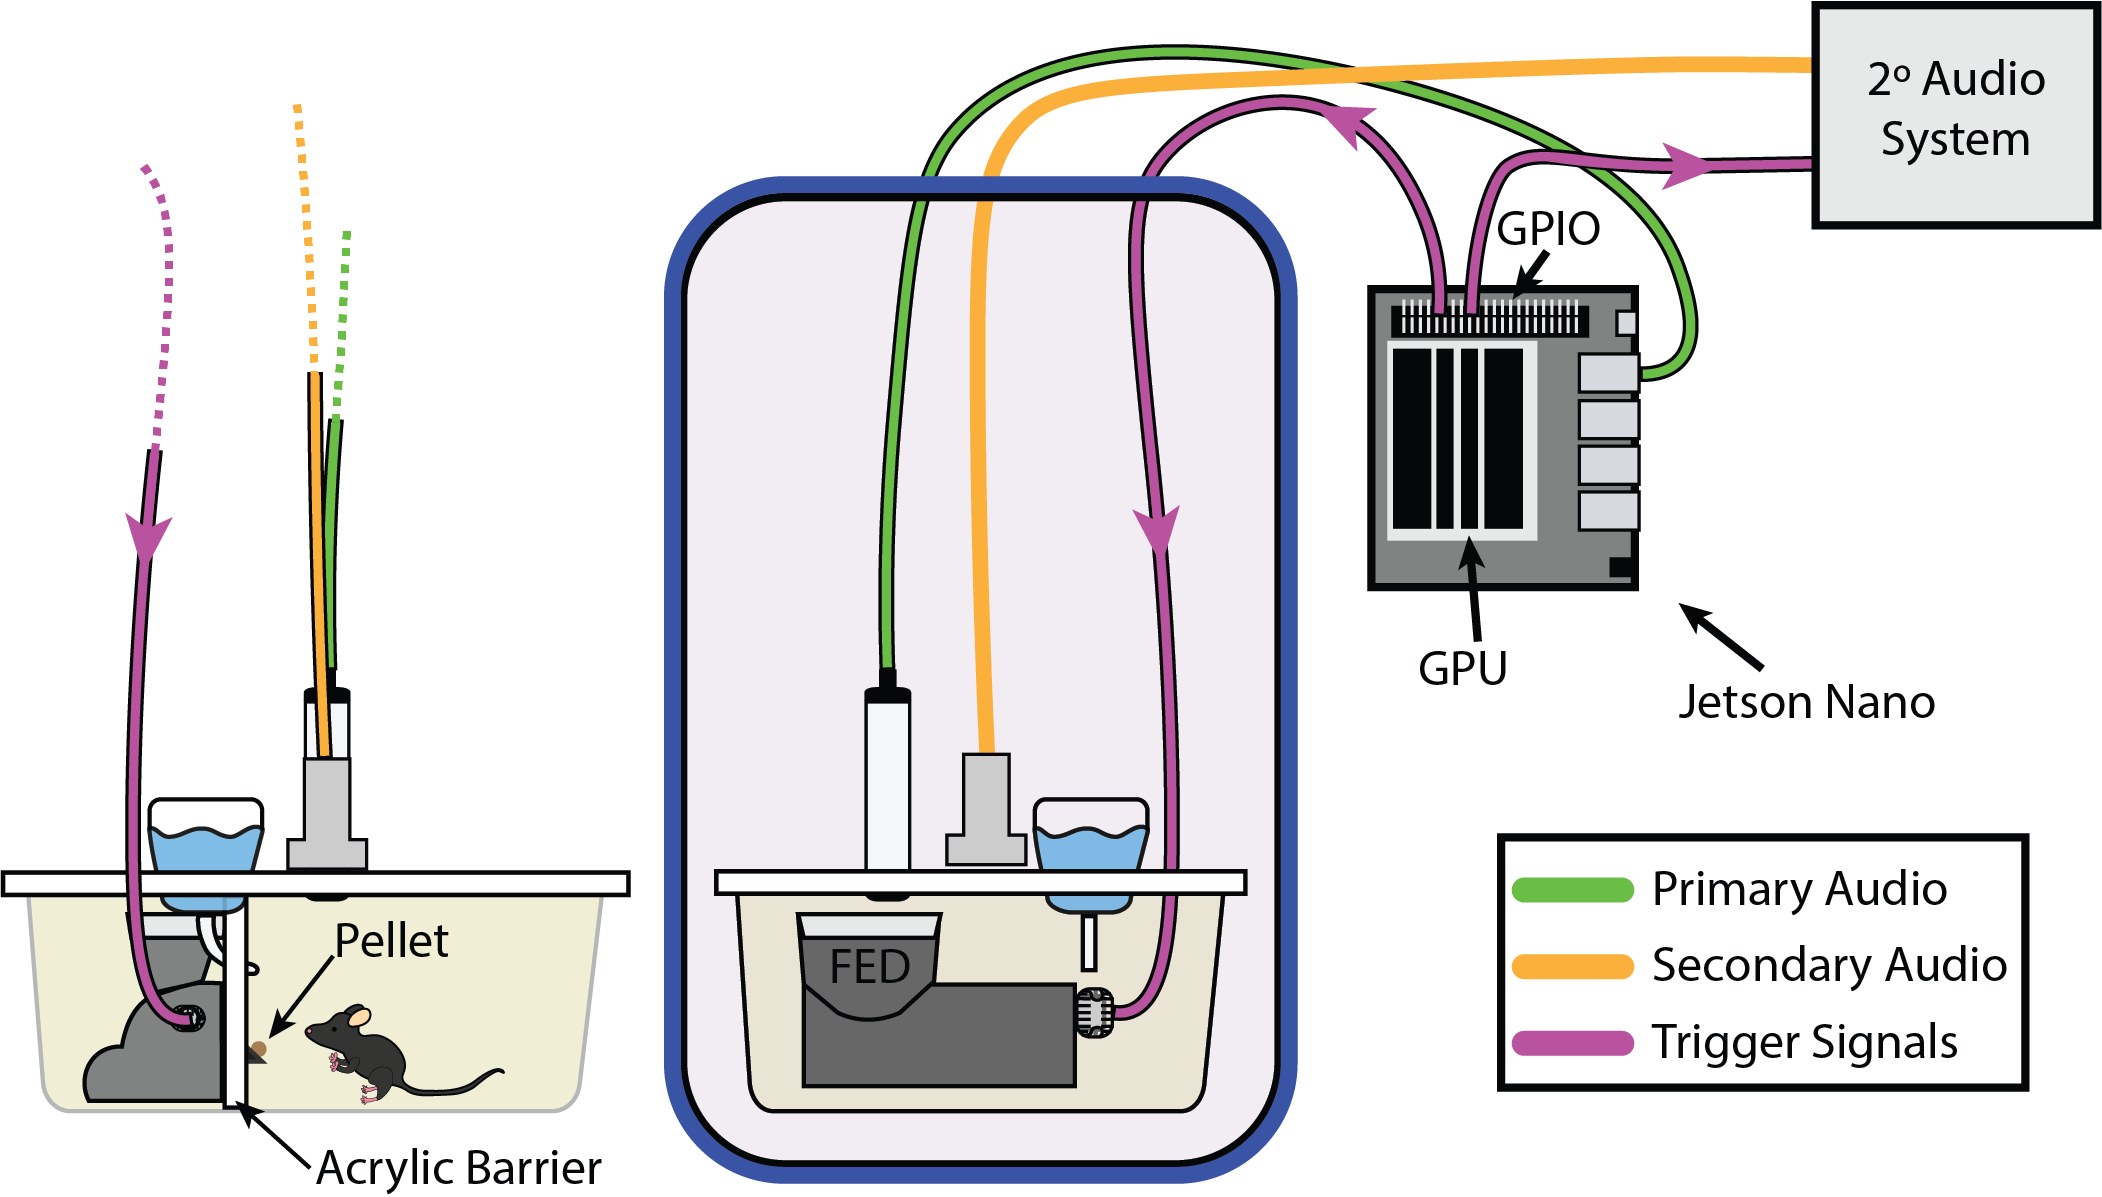 2º Audio
System
GPIO
GPU
Jetson Nano
Pellet
FED
Acrylic Barrier
Primary Audio
Secondary Audio
Trigger Signals